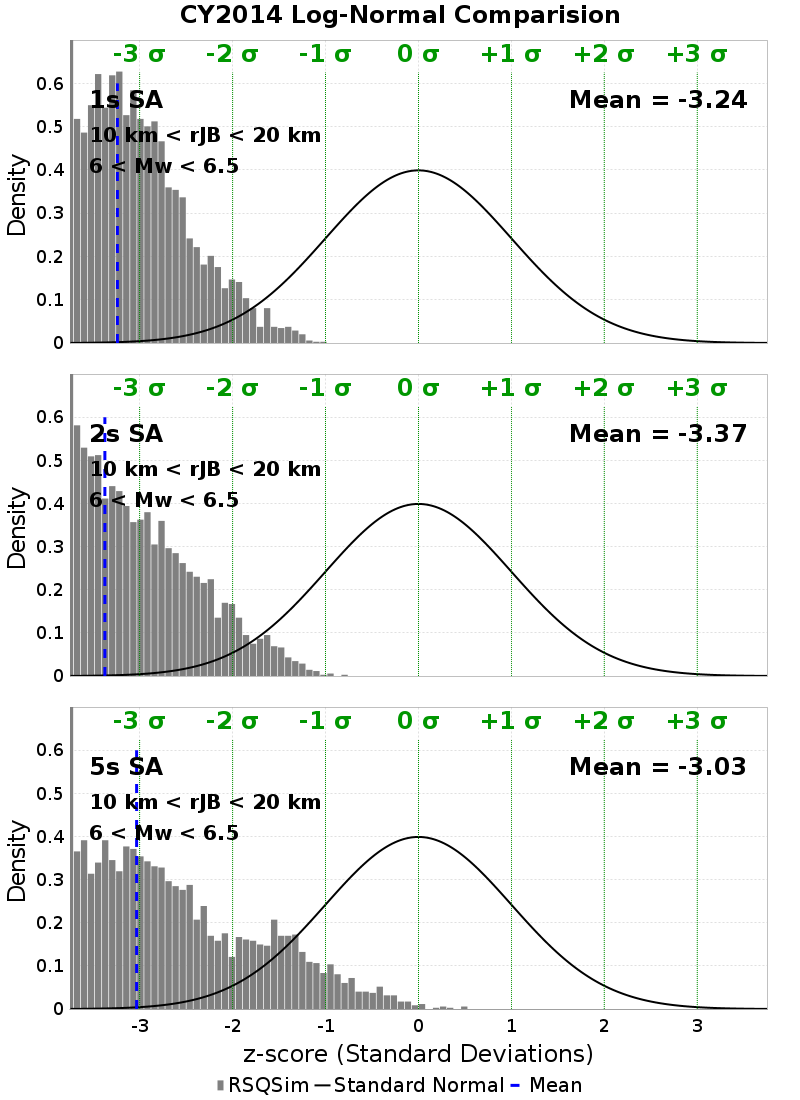 CY2014 Log-Normal Comparision
-3 σ -2 σ -1 σ 0 σ +1 σ +2 σ +3 σ
0.6
1s SA Mean = -3.24
0.5
10 km < rJB < 20 km
0.4
6 < Mw < 6.5
0.3
0.2
0.1
0
Density
-3 σ -2 σ -1 σ 0 σ +1 σ +2 σ +3 σ
0.6
2s SA Mean = -3.37
0.5
10 km < rJB < 20 km
0.4
6 < Mw < 6.5
0.3
0.2
0.1
0
Density
-3 σ -2 σ -1 σ 0 σ +1 σ +2 σ +3 σ
0.6
5s SA Mean = -3.03
0.5
10 km < rJB < 20 km
0.4
6 < Mw < 6.5
0.3
0.2
0.1
0
Density
-3 -2 -1 0 1 2 3
z-score (Standard Deviations)
RSQSim Standard Normal Mean